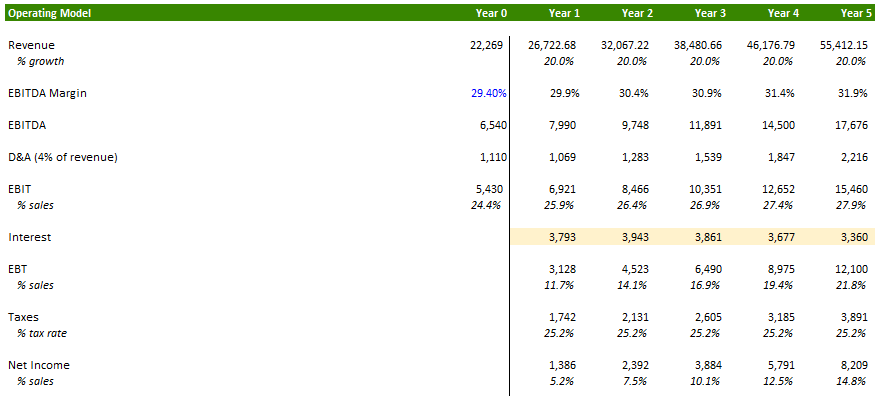 Operating Model Year 0 Year 1 Year 2 Year 3 Year 4 Year 5
Revenue 22,269 26,722.68 32,067.22 38,480.66 46,176.79 55,412.15
% growth 20.0% 20.0% 20.0% 20.0% 20.0%
EBITDA Margin 29.40% 29.9% 30.4% 30.9% 31.4% 31.9%
EBITDA 6,540 7,990 9,748 11,891 14,500 17,676
D&A (4% of revenue) 1,110 1,069 1,283 1,539 1,847 2,216
EBIT 5,430 6,921 8,466 10,351 12,652 15,460
% sales 24.4% 25.9% 26.4% 26.9% 27.4% 27.9%
Interest 3,793 3,943 3,861 3,677 3,360
EBT 3,128 4,523 6,490 8,975 12,100
% sales 11.7% 14.1% 16.9% 19.4% 21.8%
Taxes 1,742 2,131 2,605 3,185 3,891
% tax rate 25.2% 25.2% 25.2% 25.2% 25.2%
Net Income 1,386 2,392 3,884 5,791 8,209
% sales 5.2% 7.5% 10.1% 12.5% 14.8%